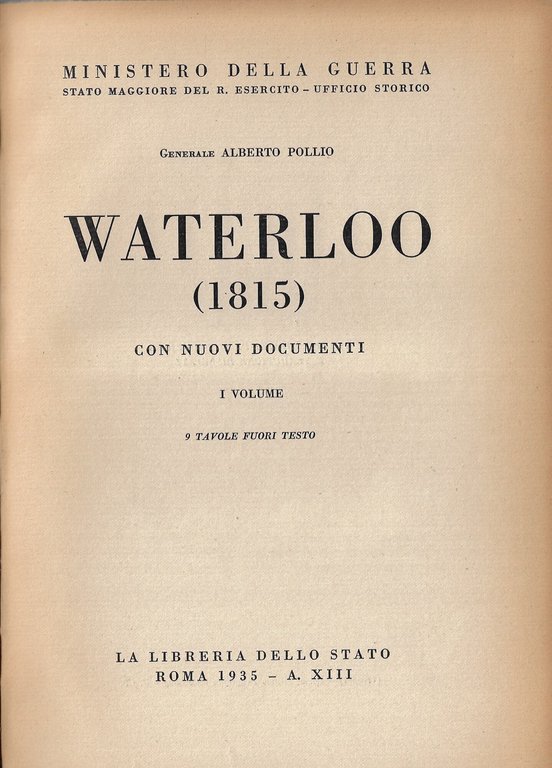 MINISTERO DELLA GUERRA
STATO MAGGIORE DEL R. ESERCITO – UFFICIO STORICO
GENERALE ALBERTO POLLIO
WATERLOO
(1815)
CON NUOVI DOCUMENTI
I VOLUME
9 TAVOLE FUORI TESTO
LA LIBRERIA DELLO STATO
ROMA 1935 – A. XIII